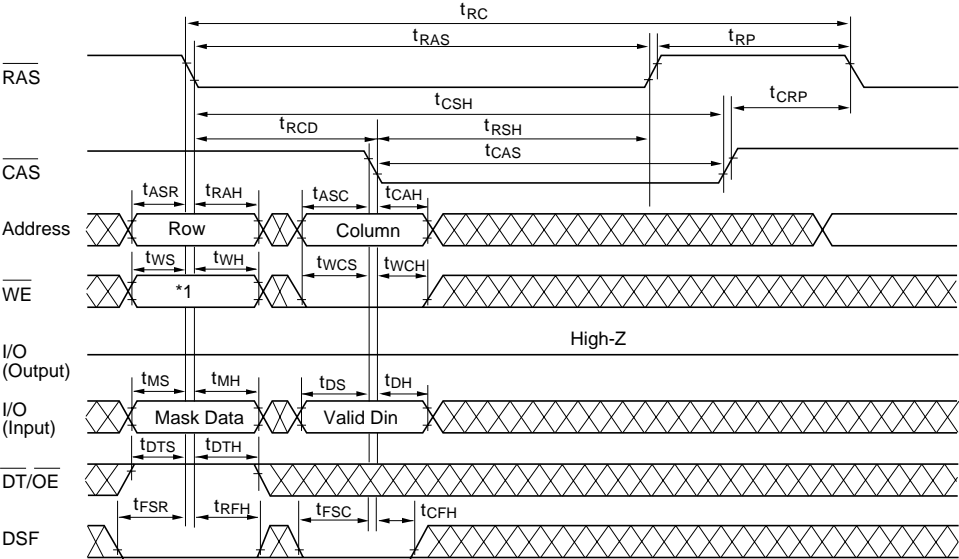 tRC
tRAS
tRP
RAS
tCSH
tCRP
tRCD
tRSH
tCAS
CAS
tASR
tRAH
tASC
tCAH
Address
Row
Column
tWS
tWH
tWCS
tWCH
WE
*1
High-Z
I/O
(Output)
tMS
tMH
tDS
tDH
I/O
(Input)
Mask Data
Valid Din
tDTS
tDTH
DT/OE
tFSR
tRFH
tFSC
tCFH
DSF